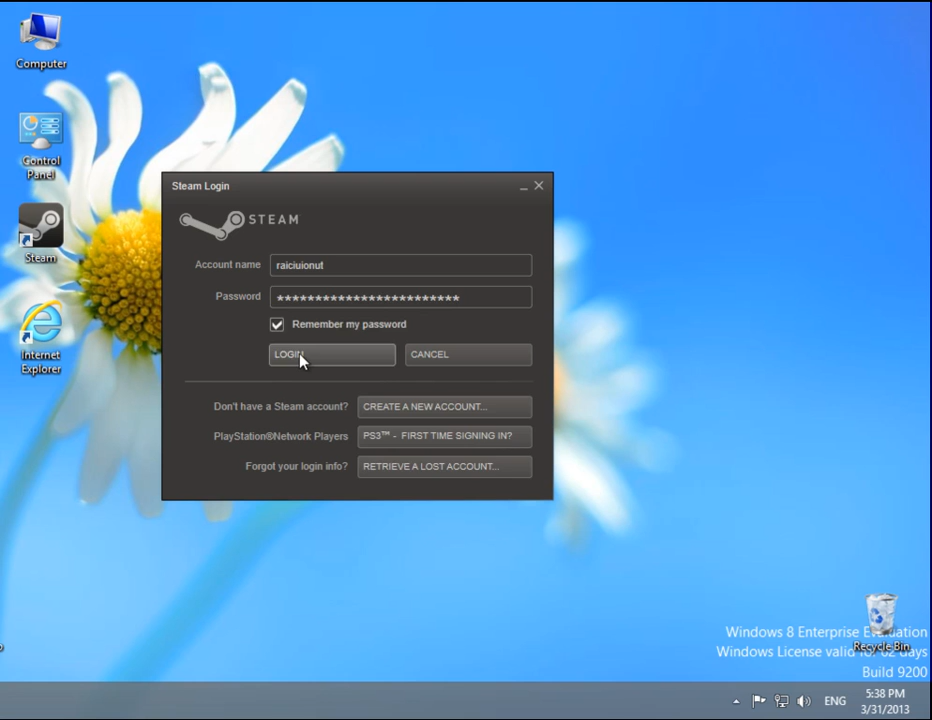 Computer
Control
Panel
Steam
Internet
Explorer
Steam Login
STEAM
Account name
raiciuionut
Password
************************
Remember my password
LOGIN
CANCEL
Don't have a Steam account?
CREATE A NEW ACCOUNT...
PlayStation®Network Players
PS3™ - FIRST TIME SIGNING IN?
Forgot your login info?
RETRIEVE A LOST ACCOUNT...
Windows 8 Enterprise Evaluation
Windows License valid for 62 days
Recycle Bin
Build 9200
ENG
5:38 PM
3/31/2013